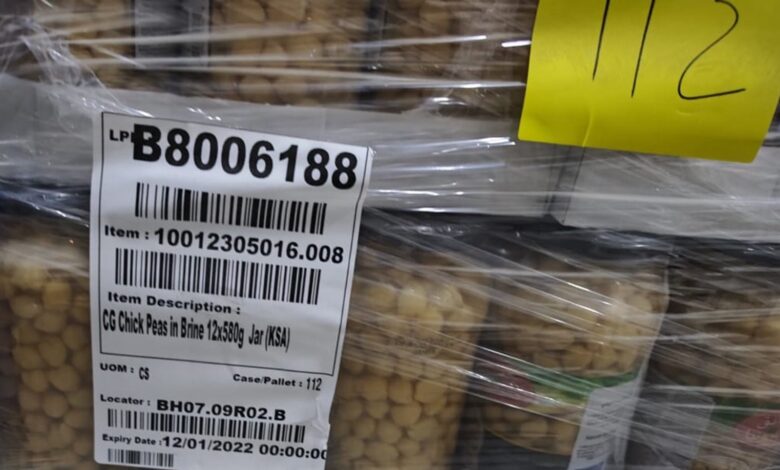 112
LPN B8006188
Item : 10012305016.008
Item Description :
CG Chick Peas in Brine 12x580g Jar (KSA)
UOM : CS
Case/Pallet : 112
Locator : BH07.09R02.B
Expiry Date : 12/01/2022 00:00:00